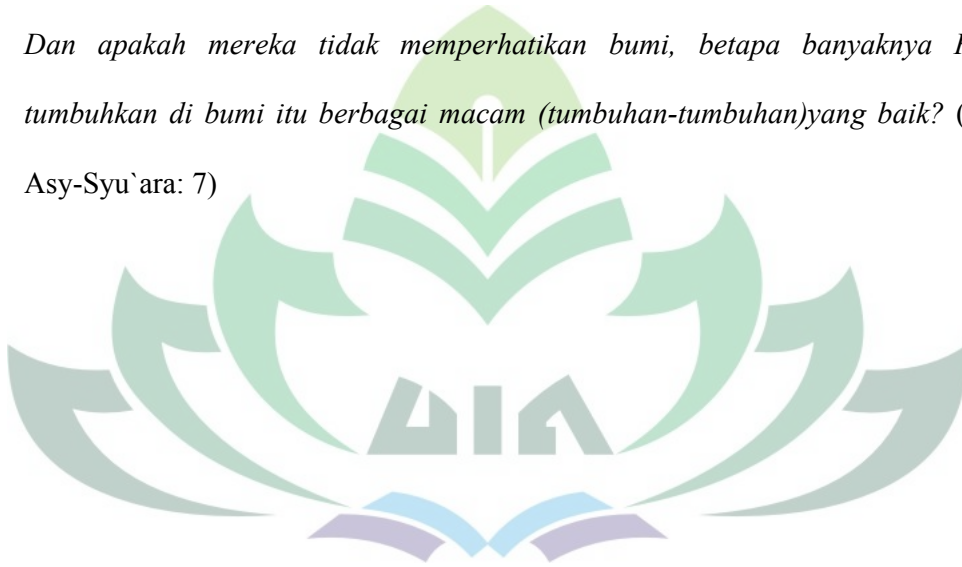 Dan apakah mereka tidak memperhatikan bumi, betapa banyaknya
tumbuhkan di bumi itu berbagai macam (tumbuhan-tumbuhan)yang baik? (
Asy-Syu`ara: 7)
UIN